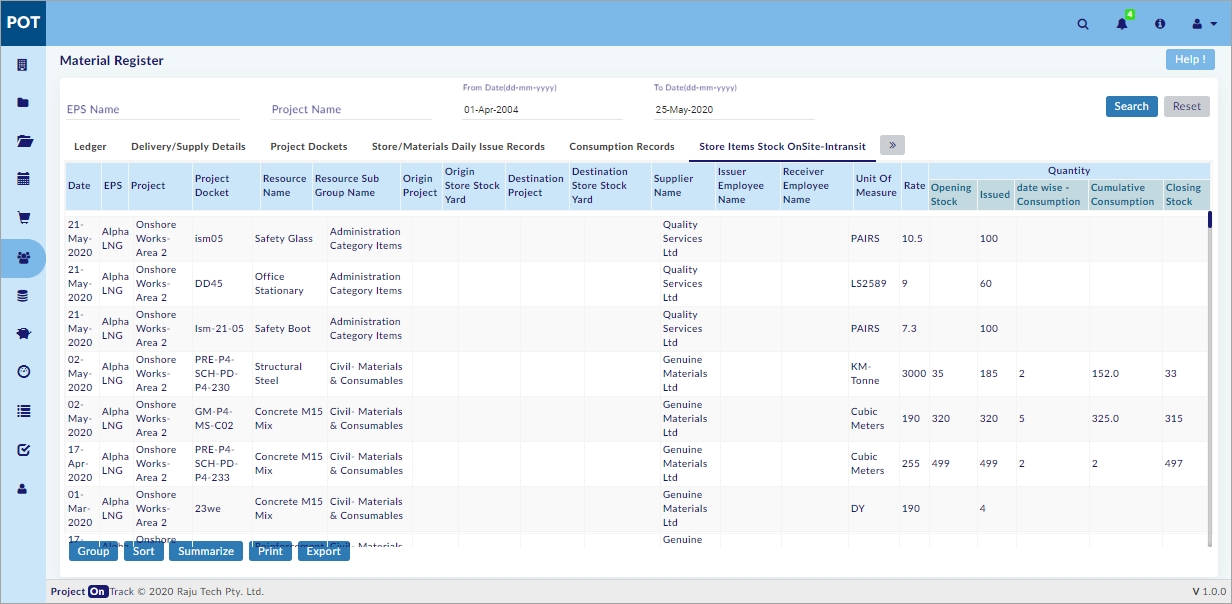 POT
4
Material Register
Help !
From Date(dd-mm-yyyy)
To Date(dd-mm-yyyy)
EPS Name
Project Name
01-Apr-2004
25-May-2020
Search
Reset
Ledger
Delivery/Supply Details
Project Dockets
Store/Materials Daily Issue Records
Consumption Records
Store Items Stock OnSite-Intransit
»
Date
EPS
Project
Project
Docket
Resource
Name
Resource Sub
Group Name
Origin
Project
Origin
Store Stock
Yard
Destination
Project
Destination
Store Stock
Yard
Supplier
Name
Issuer
Employee
Name
Receiver
Employee
Name
Unit Of
Measure
Rate
Quantity
Opening
Stock
Issued
date wise -
Consumption
Cumulative
Consumption
Closing
Stock
21-
May-
2020
Alpha
LNG
Onshore
Works-
Area 2
ism05
Safety Glass
Administration
Category Items
Quality
Services
Ltd
PAIRS
10.5
100
21-
May-
2020
Alpha
LNG
Onshore
Works-
Area 2
DD45
Office
Stationary
Administration
Category Items
Quality
Services
Ltd
LS2589
9
60
21-
May-
2020
Alpha
LNG
Onshore
Works-
Area 2
Ism-21-05
Safety Boot
Administration
Category Items
Quality
Services
Ltd
PAIRS
7.3
100
02-
May-
2020
Alpha
LNG
Onshore
Works-
Area 2
PRE-P4-
SCH-PD-
P4-230
Structural
Steel
Civil- Materials
& Consumables
Genuine
Materials
Ltd
KM-
Tonne
3000
35
185
2
152.0
33
02-
May-
2020
Alpha
LNG
Onshore
Works-
Area 2
GM-P4-
MS-C02
Concrete M15
Mix
Civil- Materials
& Consumables
Genuine
Materials
Ltd
Cubic
Meters
190
320
320
5
325.0
315
17-
Apr-
2020
Alpha
LNG
Onshore
Works-
Area 2
PRE-P4-
SCH-PD-
P4-233
Concrete M15
Mix
Civil- Materials
& Consumables
Genuine
Materials
Ltd
Cubic
Meters
255
499
499
2
2
497
01-
Mar-
2020
Alpha
LNG
Onshore
Works-
Area 2
23we
Concrete M15
Mix
Civil- Materials
& Consumables
Genuine
Materials
Ltd
DY
190
4
17-
Alpha
Onshore
Reinforcement
Civil- Materials
Genuine
Group
Sort
Summarize
Print
Export
Project On Track © 2020 Raju Tech Pty. Ltd.
V 1.0.0